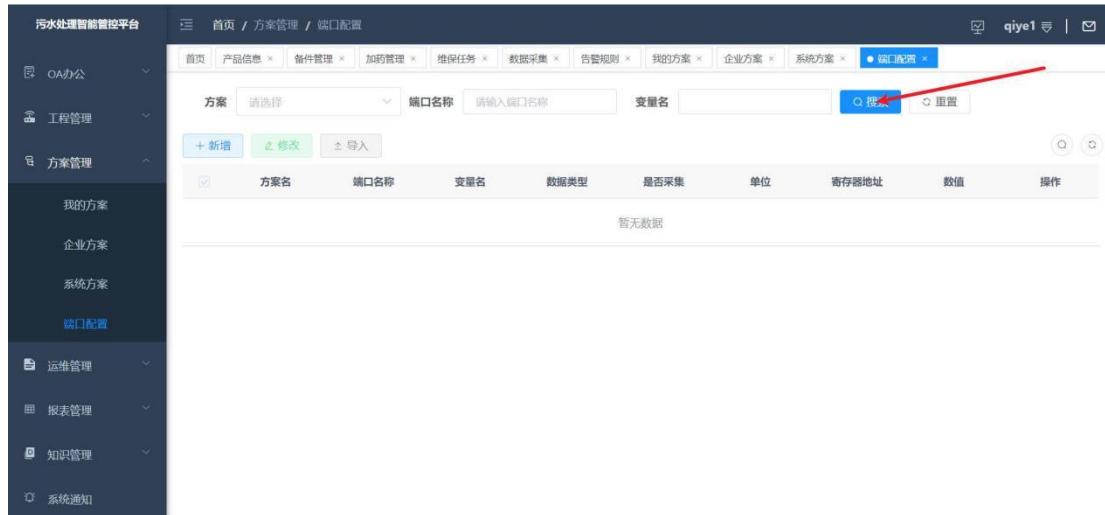 污水处理智能管控平台
首页 / 方案管理 / 端口配置
qiye1
首页 产品信息 × 备件管理 × 加药管理 × 维保任务 × 数据采集 × 告警规则 × 我的方案 × 企业方案 × 系统方案 × 端口配置 ×
OA办公
工程管理
方案管理
我的方案
企业方案
系统方案
端口配置
运维管理
报表管理
知识管理
系统通知
方案 请选择 端口名称 请输入端口名称 变量名 搜索 重置
+ 新增 修改 导入
方案名 端口名称 变量名 数据类型 是否采集 单位 寄存器地址 数值 操作
暂无数据